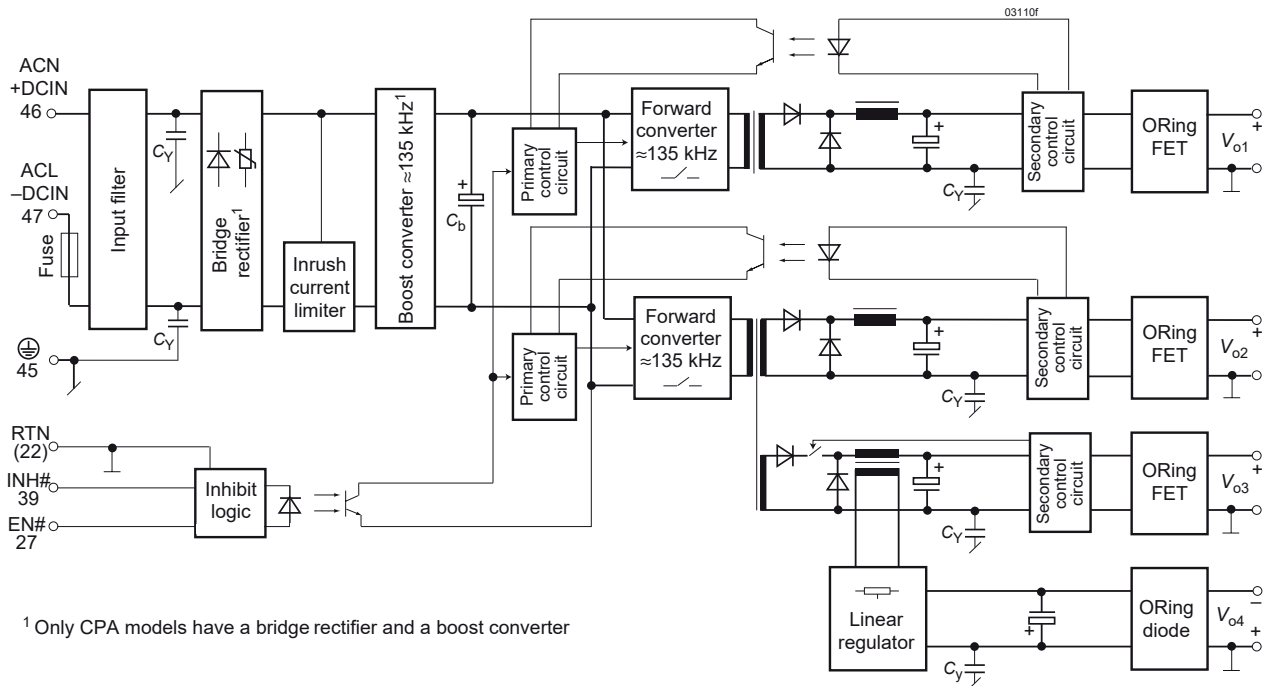 03110f
ACN
+DCIN
46
ACL
–DCIN
47
Fuse
45
Input filter
CY
CY
Bridge
rectifier1
Inrush
current
limiter
Boost converter ≈135 kHz1
+
Cb
Primary
control
circuit
Forward
converter
≈135 kHz
+
CY
Secondary
control
circuit
ORing
FET
+
Vo1
–
Primary
control
circuit
Forward
converter
≈135 kHz
+
CY
Secondary
control
circuit
ORing
FET
+
Vo2
–
+
CY
Secondary
control
circuit
ORing
FET
+
Vo3
–
Linear
regulator
+
Cy
ORing
diode
–
Vo4
+
RTN
(22)
INH#
39
EN#
27
Inhibit
logic
1 Only CPA models have a bridge rectifier and a boost converter